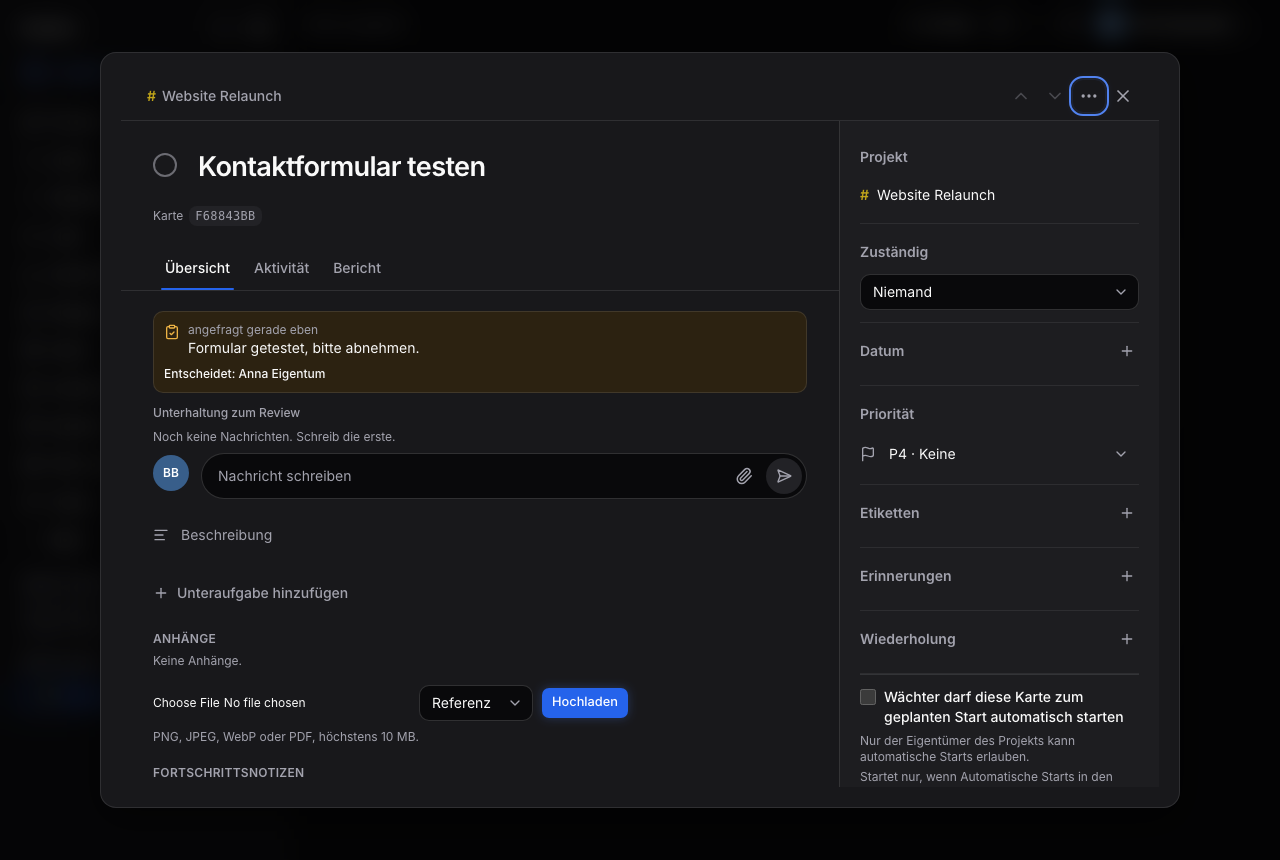 # Website Relaunch
Kontaktformular testen
Karte F68843BB
Übersicht Aktivität Bericht
angefragt gerade eben
Formular getestet, bitte abnehmen.
Entscheidet: Anna Eigentum
Unterhaltung zum Review
Noch keine Nachrichten. Schreib die erste.
BB Nachricht schreiben
Beschreibung
Unteraufgabe hinzufügen
ANHÄNGE
Keine Anhänge.
Choose File No file chosen Referenz Hochladen
PNG, JPEG, WebP oder PDF, höchstens 10 MB.
FORTSCHRITTSNOTIZEN
Projekt
# Website Relaunch
Zuständig
Niemand
Datum
Priorität
P4 · Keine
Etiketten
Erinnerungen
Wiederholung
Wächter darf diese Karte zum
geplanten Start automatisch starten
Nur der Eigentümer des Projekts kann
automatische Starts erlauben.
Startet nur, wenn Automatische Starts in den